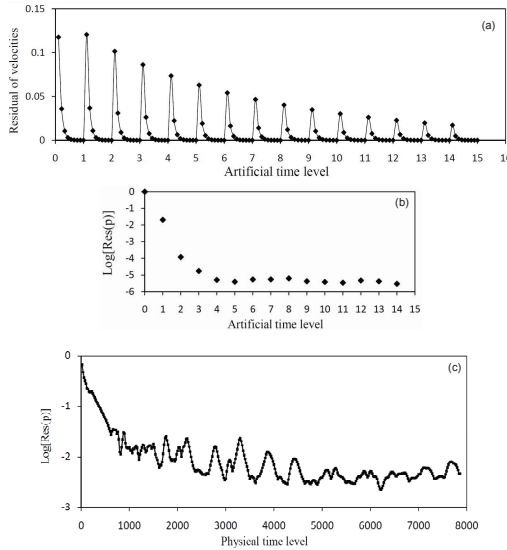 0.15
(a)
0.1
0.05
0
Residual of velocities
0 1 2 3 4 5 6 7 8 9 10 11 12 13 14 15 1
Artificial time level
0
(b)
-1
-2
-3
-4
-5
-6
Log[Res(p)]
0 1 2 3 4 5 6 7 8 9 10 11 12 13 14 15
Artificial time level
0
(c)
-1
-2
-3
Log[Res(p)]
0 1000 2000 3000 4000 5000 6000 7000 8000
Physical time level